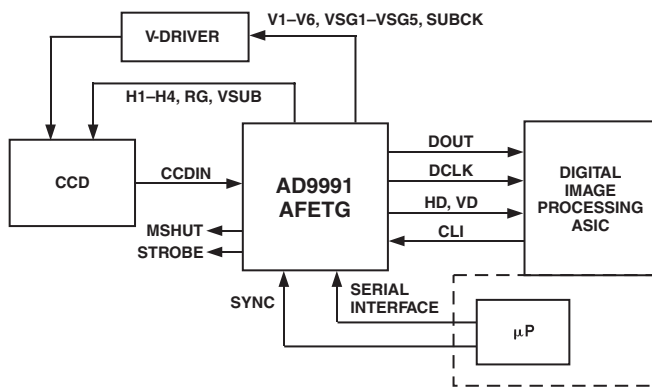 V1–V6, VSG1–VSG5, SUBCK
V-DRIVER
H1–H4, RG, VSUB
CCD
CCDIN
AD9991
AFETG
MSHUT
STROBE
DOUT
DCLK
HD, VD
CLI
DIGITAL
IMAGE
PROCESSING
ASIC
SYNC
SERIAL
INTERFACE
μP